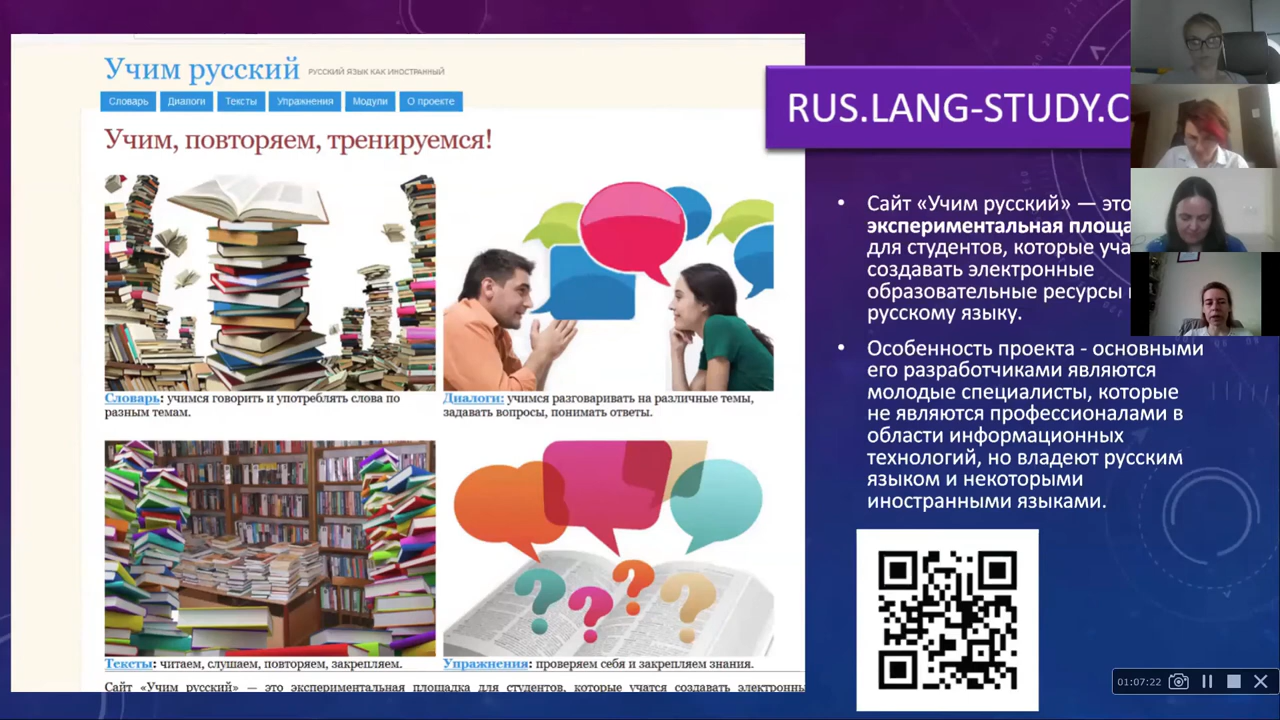 Учим русский РУССКИЙ ЯЗЫК КАК ИНОСТРАННЫЙ
Словарь Диалоги Тексты Упражнения Модули О проекте
Учим, повторяем, тренируемся!
Словарь: учимся говорить и употреблять слова по
разным темам.
Диалоги: учимся разговаривать на различные темы,
задавать вопросы, понимать ответы.
Тексты: читаем, слушаем, повторяем, закрепляем.
Упражнения: проверяем себя и закрепляем знания.
Сайт «Учим русский» — это экспериментальная площадка для студентов, которые учатся создавать
RUS.LANG-STUDY.C
• Сайт «Учим русский» — это
экспериментальная
для студентов, которые
создавать электронные
образовательные ресурсы
русскому языку.
• Особенность проекта - основными
его разработчиками являются
молодые специалисты, которые
не являются профессионалами в
области информационных
технологий, но владеют русским
языком и некоторыми
иностранными языками.
01:07:22